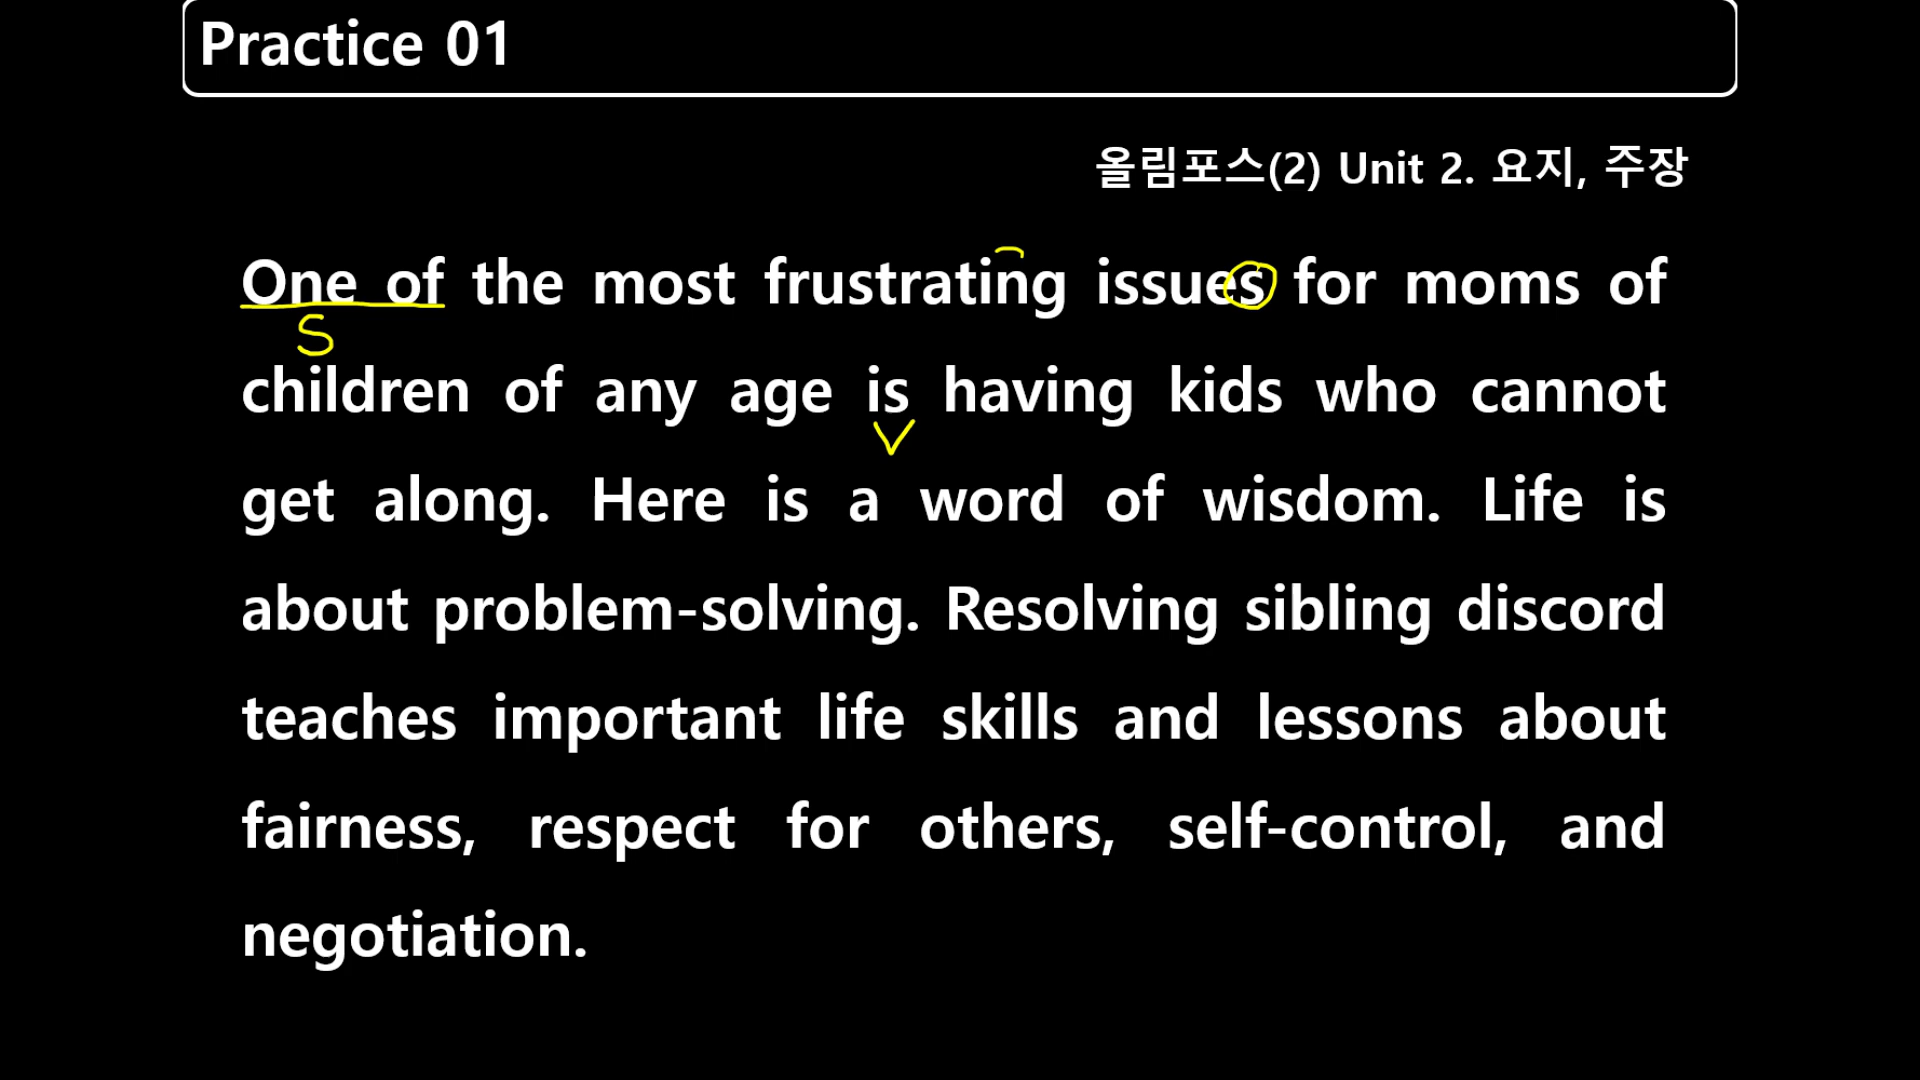 Practice 01
올림포스(2) Unit 2. 요지, 주장
One of the most frustrating issues for moms of
S
children of any age is having kids who cannot
V
get along. Here is a word of wisdom. Life is
about problem-solving. Resolving sibling discord
teaches important life skills and lessons about
fairness, respect for others, self-control, and
negotiation.